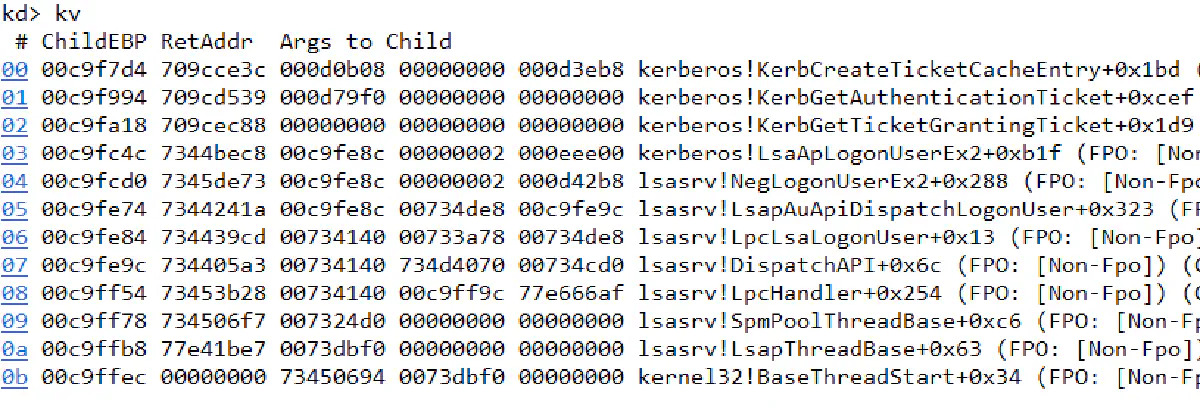 kd> kv
 # ChildEBP RetAddr  Args to Child
00 00c9f7d4 709cce3c 000d0b08 00000000 000d3eb8 kerberos!KerbCreateTicketCacheEntry+0x1bd (
01 00c9f994 709cd539 000d79f0 00000000 00000000 kerberos!KerbGetAuthenticationTicket+0xcef
02 00c9fa18 709cec88 00000000 00000000 00000000 kerberos!KerbGetTicketGrantingTicket+0x1d9
03 00c9fc4c 7344bec8 00c9fe8c 00000002 000eee00 kerberos!LsaApLogonUserEx2+0xb1f (FPO: [Non
04 00c9fcd0 7345de73 00c9fe8c 00000002 000d42b8 lsasrv!NegLogonUserEx2+0x288 (FPO: [Non-Fpo
05 00c9fe74 7344241a 00c9fe8c 00734de8 00c9fe9c lsasrv!LsapAuApiDispatchLogonUser+0x323 (FP
06 00c9fe84 734439cd 00734140 00733a78 00734de8 lsasrv!LpcLsaLogonUser+0x13 (FPO: [Non-Fpo]
07 00c9fe9c 734405a3 00734140 734d4070 00734cd0 lsasrv!DispatchAPI+0x6c (FPO: [Non-Fpo]) (C
08 00c9ff54 73453b28 00734140 00c9ff9c 77e666af lsasrv!LpcHandler+0x254 (FPO: [Non-Fpo]) (C
09 00c9ff78 734506f7 007324d0 00000000 00000000 lsasrv!SpmPoolThreadBase+0xc6 (FPO: [Non-Fp
0a 00c9ffb8 77e41be7 0073dbf0 00000000 00000000 lsasrv!LsapThreadBase+0x63 (FPO: [Non-Fpo])
0b 00c9ffec 00000000 73450694 0073dbf0 00000000 kernel32!BaseThreadStart+0x34 (FPO: [Non-Fp